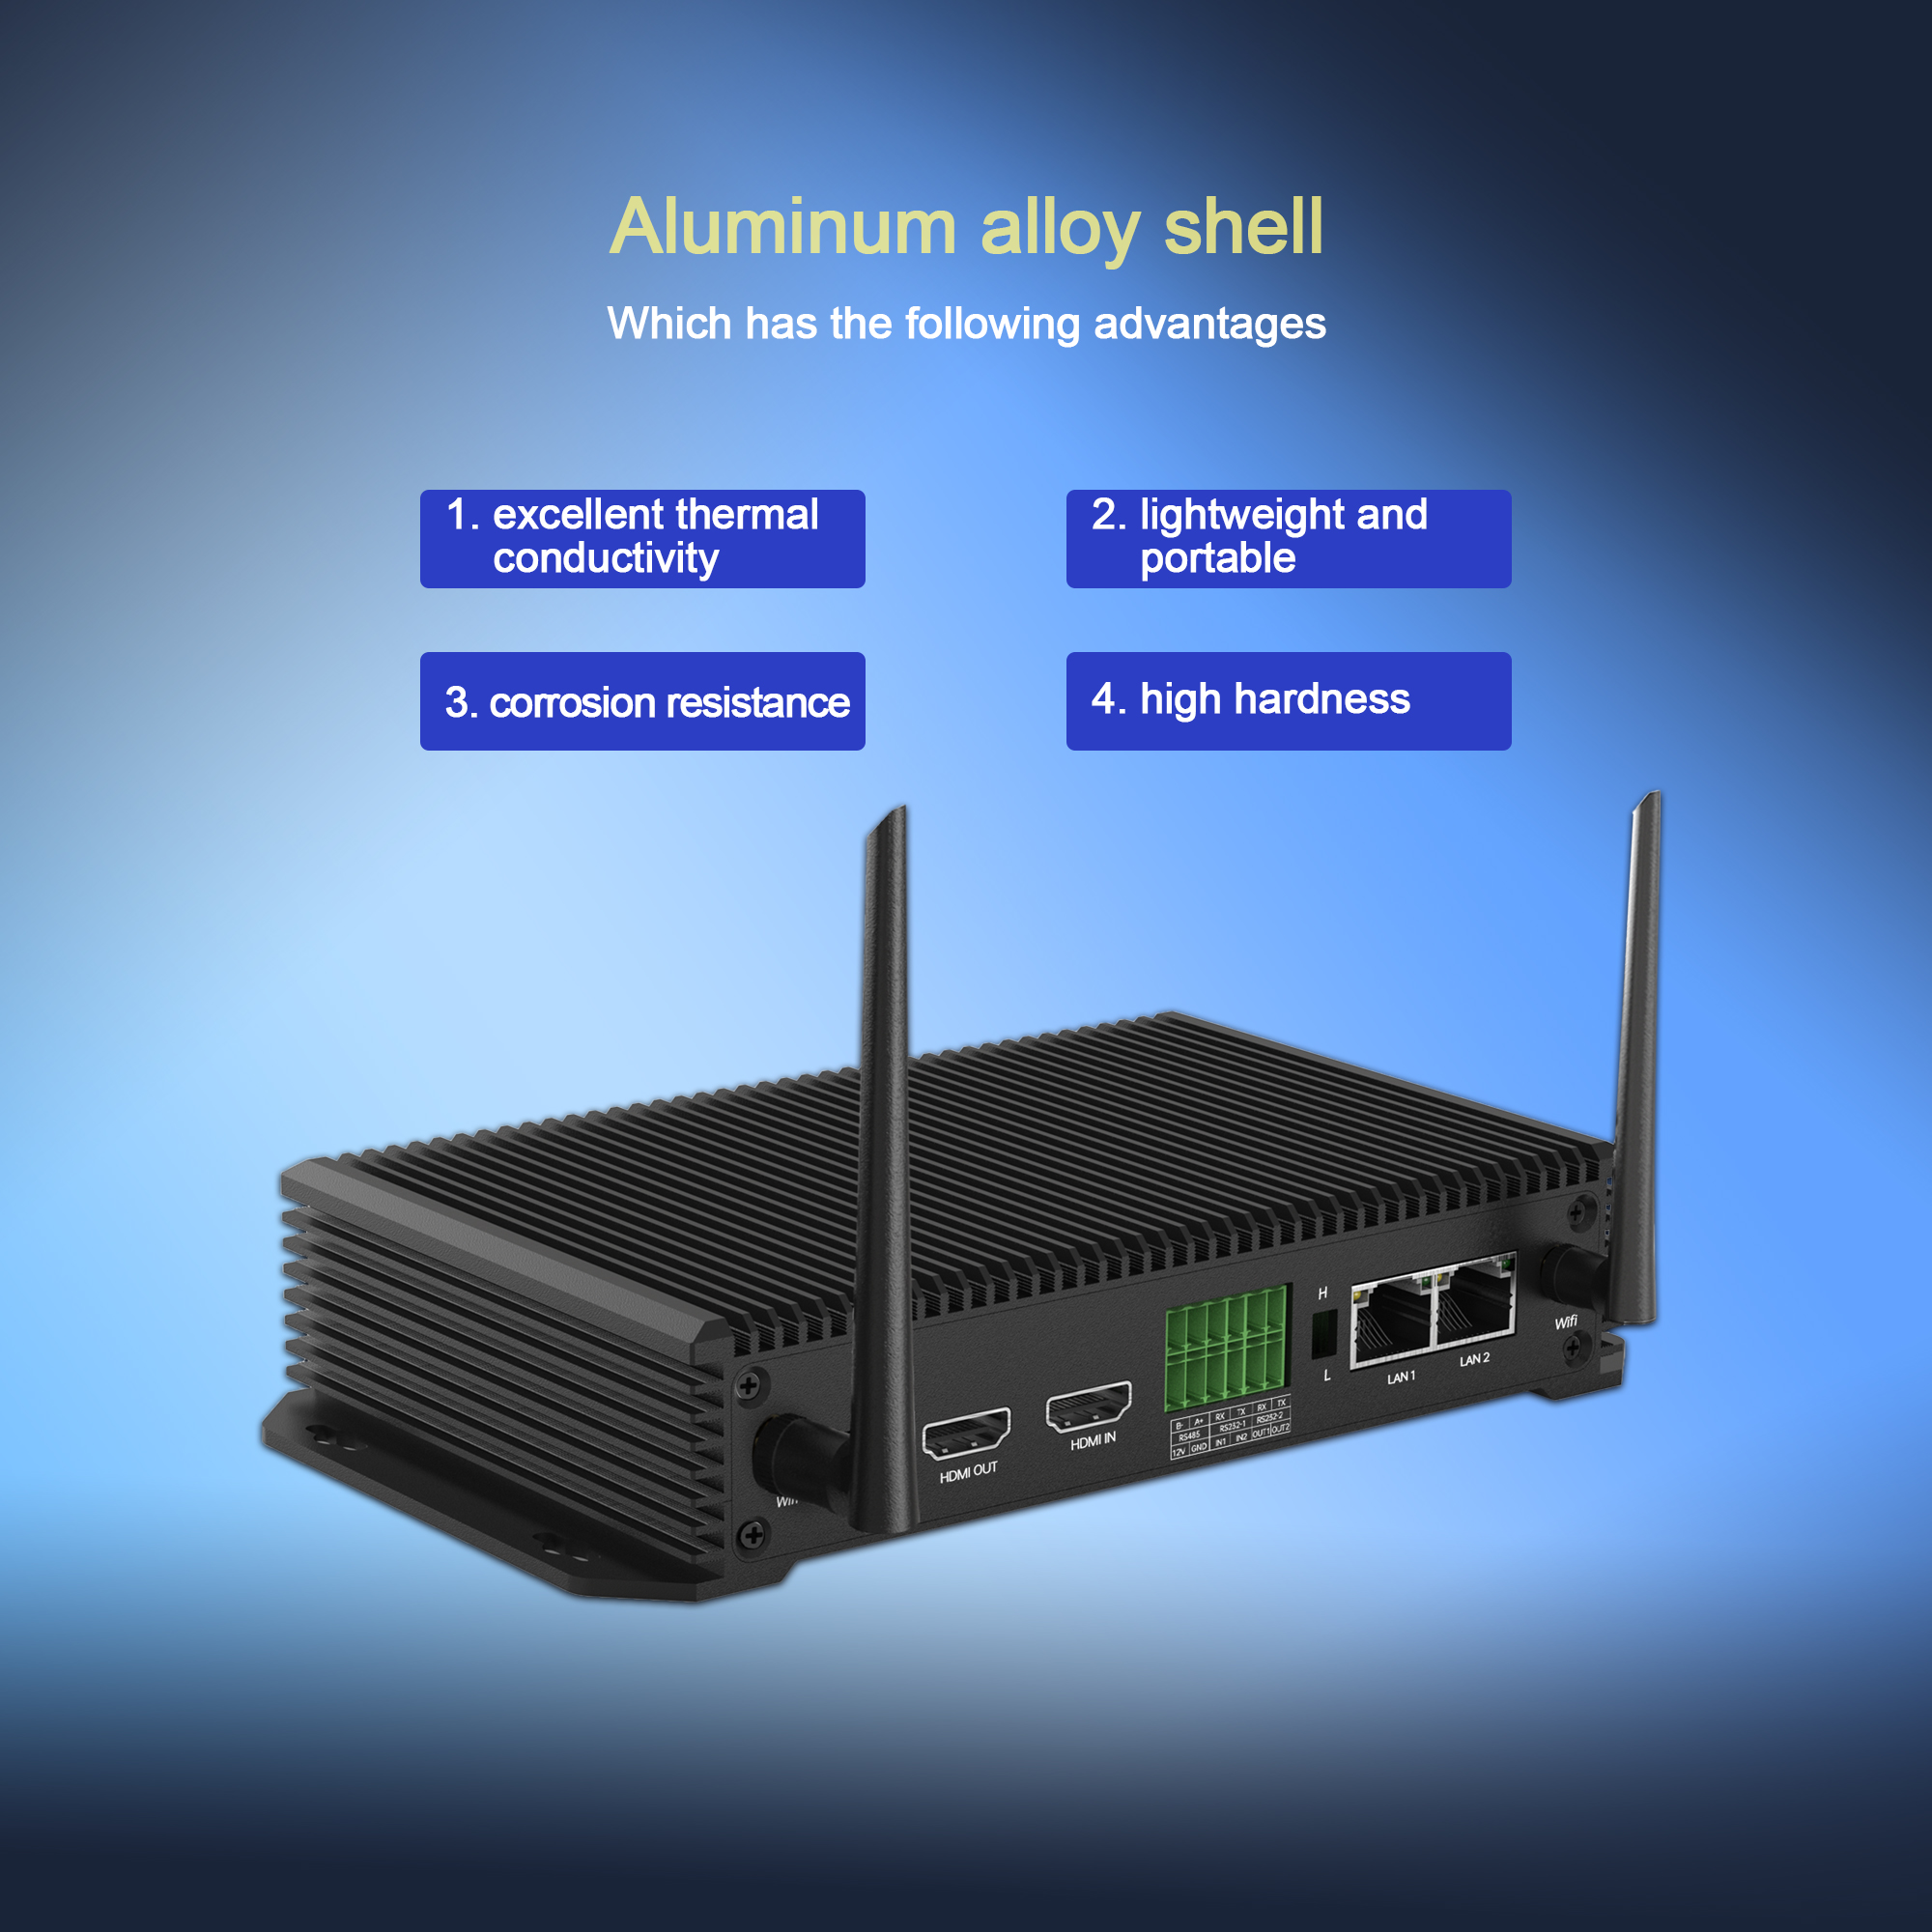 Aluminum alloy shell
Which has the following advantages
1. excellent thermal
conductivity
2. lightweight and
portable
3. corrosion resistance
4. high hardness
H
L
LAN 1
LAN 2
Wifi
HDMI OUT
HDMI IN
B- A+ RX TX RX TX
RS485 RS232-1 RS232-2
12V GND IN1 IN2 OUT1 OUT2